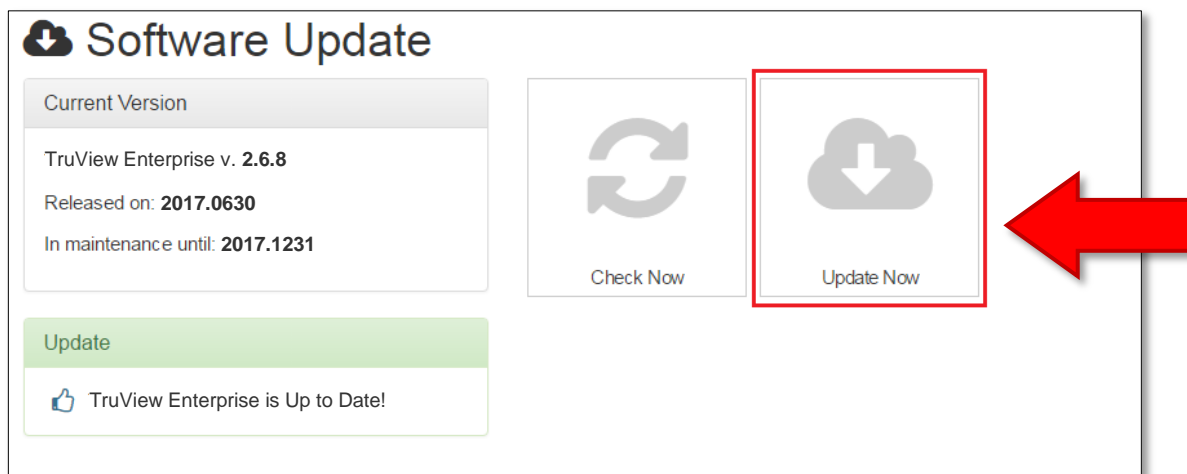 Software Update
Current Version
TruView Enterprise v. 2.6.8
Released on: 2017.0630
In maintenance until: 2017.1231
Check Now
Update Now
Update
TruView Enterprise is Up to Date!